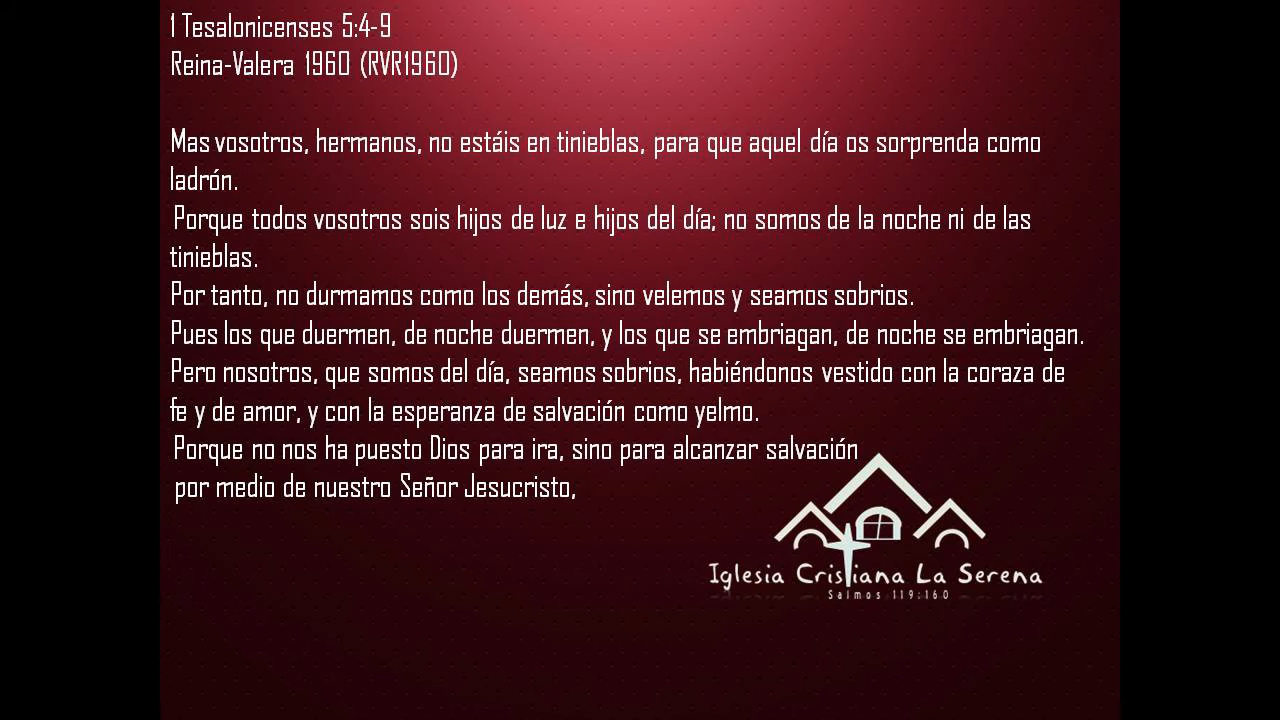 1 Tesalonicenses 5:4-9
Reina-Valera 1960 (RVR1960)
Mas vosotros, hermanos, no estáis en tinieblas, para que aquel día os sorprenda como
ladrón.
Porque todos vosotros sois hijos de luz e hijos del día; no somos de la noche ni de las
tinieblas.
Por tanto, no durmamos como los demás, sino velemos y seamos sobrios.
Pues los que duermen, de noche duermen, y los que se embriagan, de noche se embriagan.
Pero nosotros, que somos del día, seamos sobrios, habiéndonos vestido con la coraza de
fe y de amor, y con la esperanza de salvación como yelmo.
Porque no nos ha puesto Dios para ira, sino para alcanzar salvación
por medio de nuestro Señor Jesucristo,
Iglesia Cristiana La Serena
Salmos 119:160